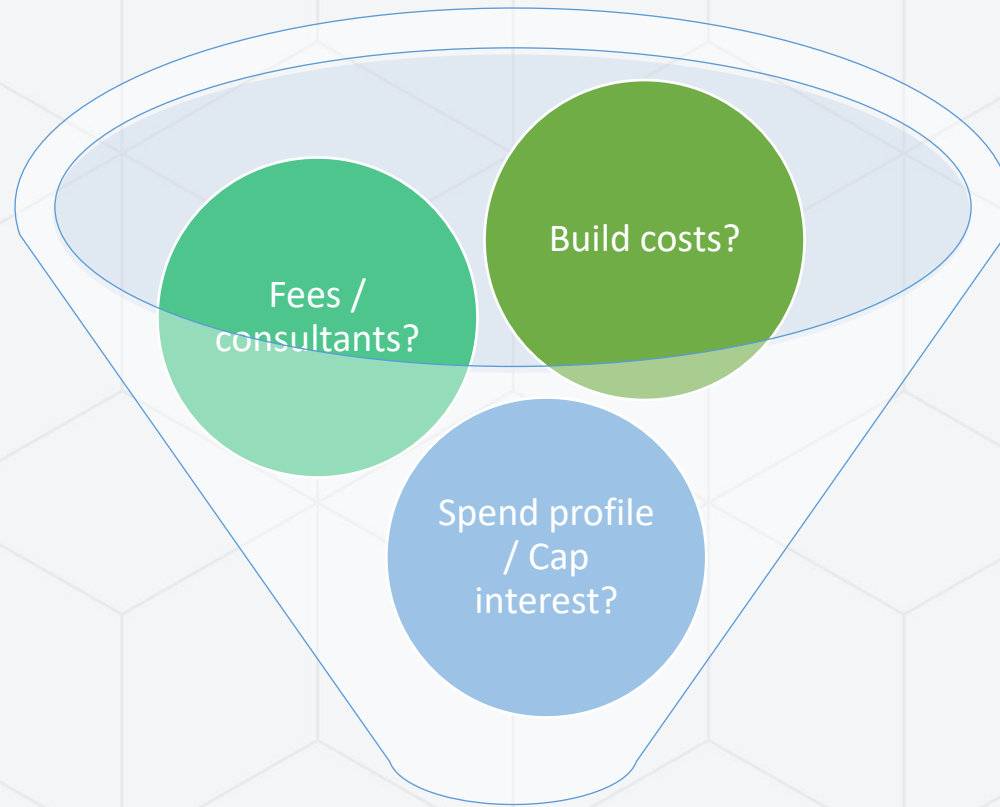 Build costs?
Fees /
consultants?
Spend profile
/ Cap
interest?